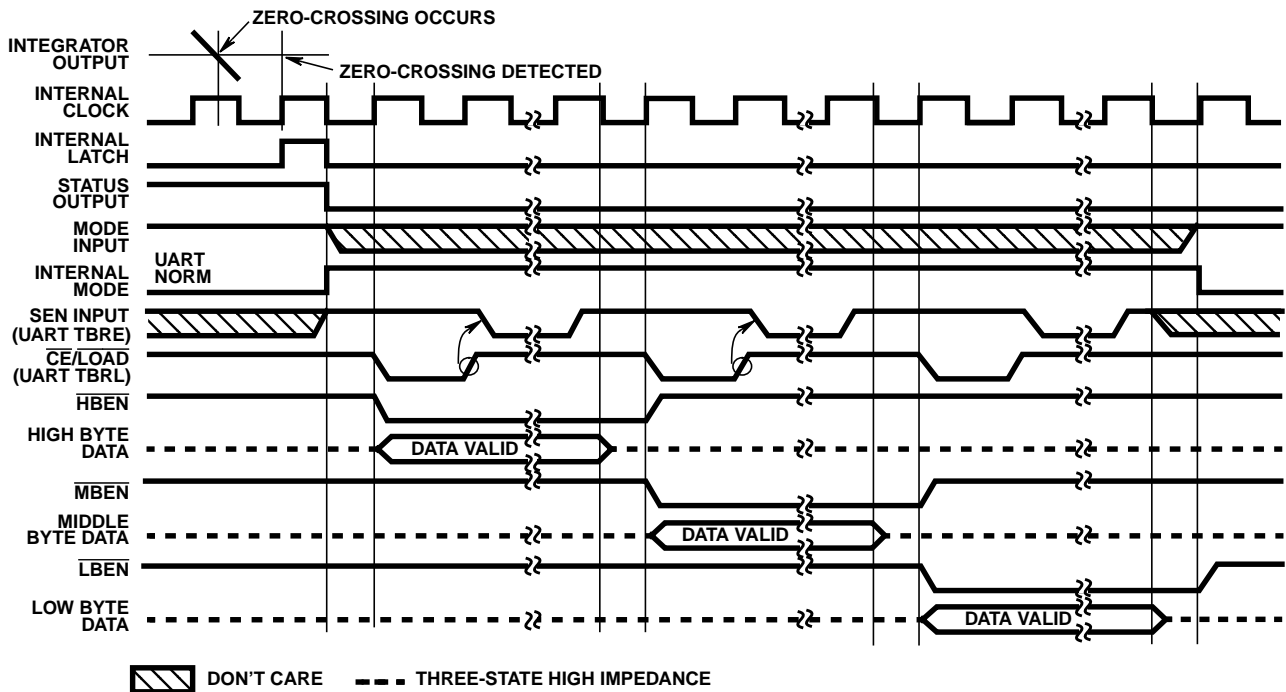 ZERO-CROSSING OCCURS
INTEGRATOR
OUTPUT
ZERO-CROSSING DETECTED
INTERNAL
CLOCK
INTERNAL
LATCH
STATUS
OUTPUT
MODE
INPUT
INTERNAL
MODE
UART
NORM
SEN INPUT
(UART TBRE)
CE/LOAD
(UART TBRL)
HBEN
HIGH BYTE
DATA
DATA VALID
MBEN
MIDDLE
BYTE DATA
DATA VALID
LBEN
LOW BYTE
DATA
DATA VALID
DON'T CARE
THREE-STATE HIGH IMPEDANCE